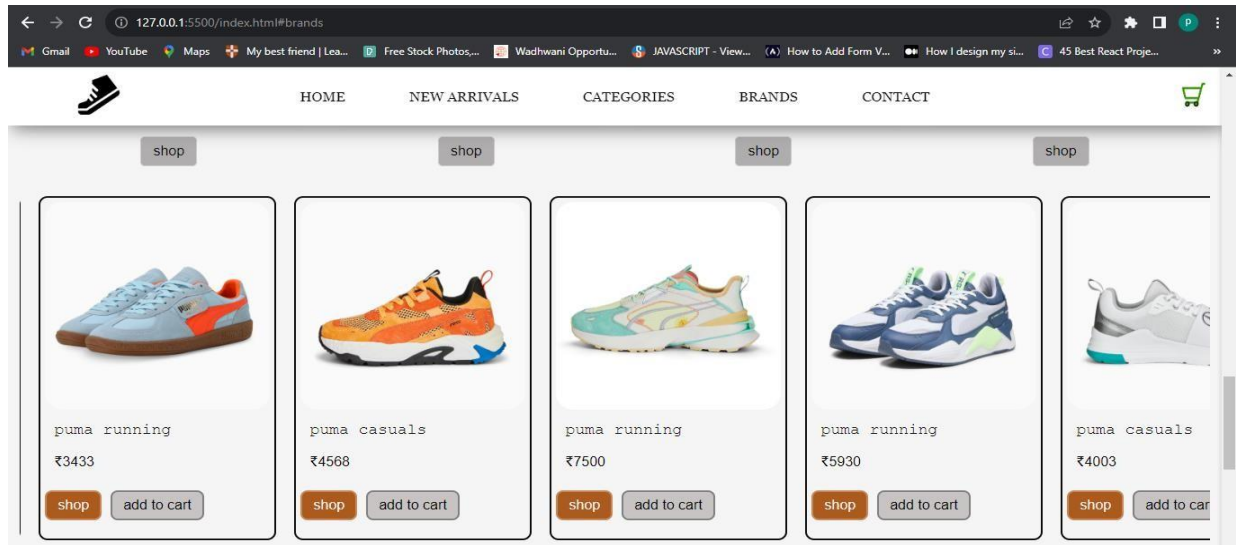 127.0.0.1:5500/index.html#brands
P
Gmail YouTube Maps My best friend | Lea... Free Stock Photos,... Wadhwani Opportu... JAVASCRIPT - View... How to Add Form V... How I design my si... 45 Best React Proje... »
HOME NEW ARRIVALS CATEGORIES BRANDS CONTACT
shop shop shop shop
puma running puma casuals puma running puma running puma casuals
₹3433 ₹4568 ₹7500 ₹5930 ₹4003
shop add to cart shop add to cart shop add to cart shop add to cart shop add to car